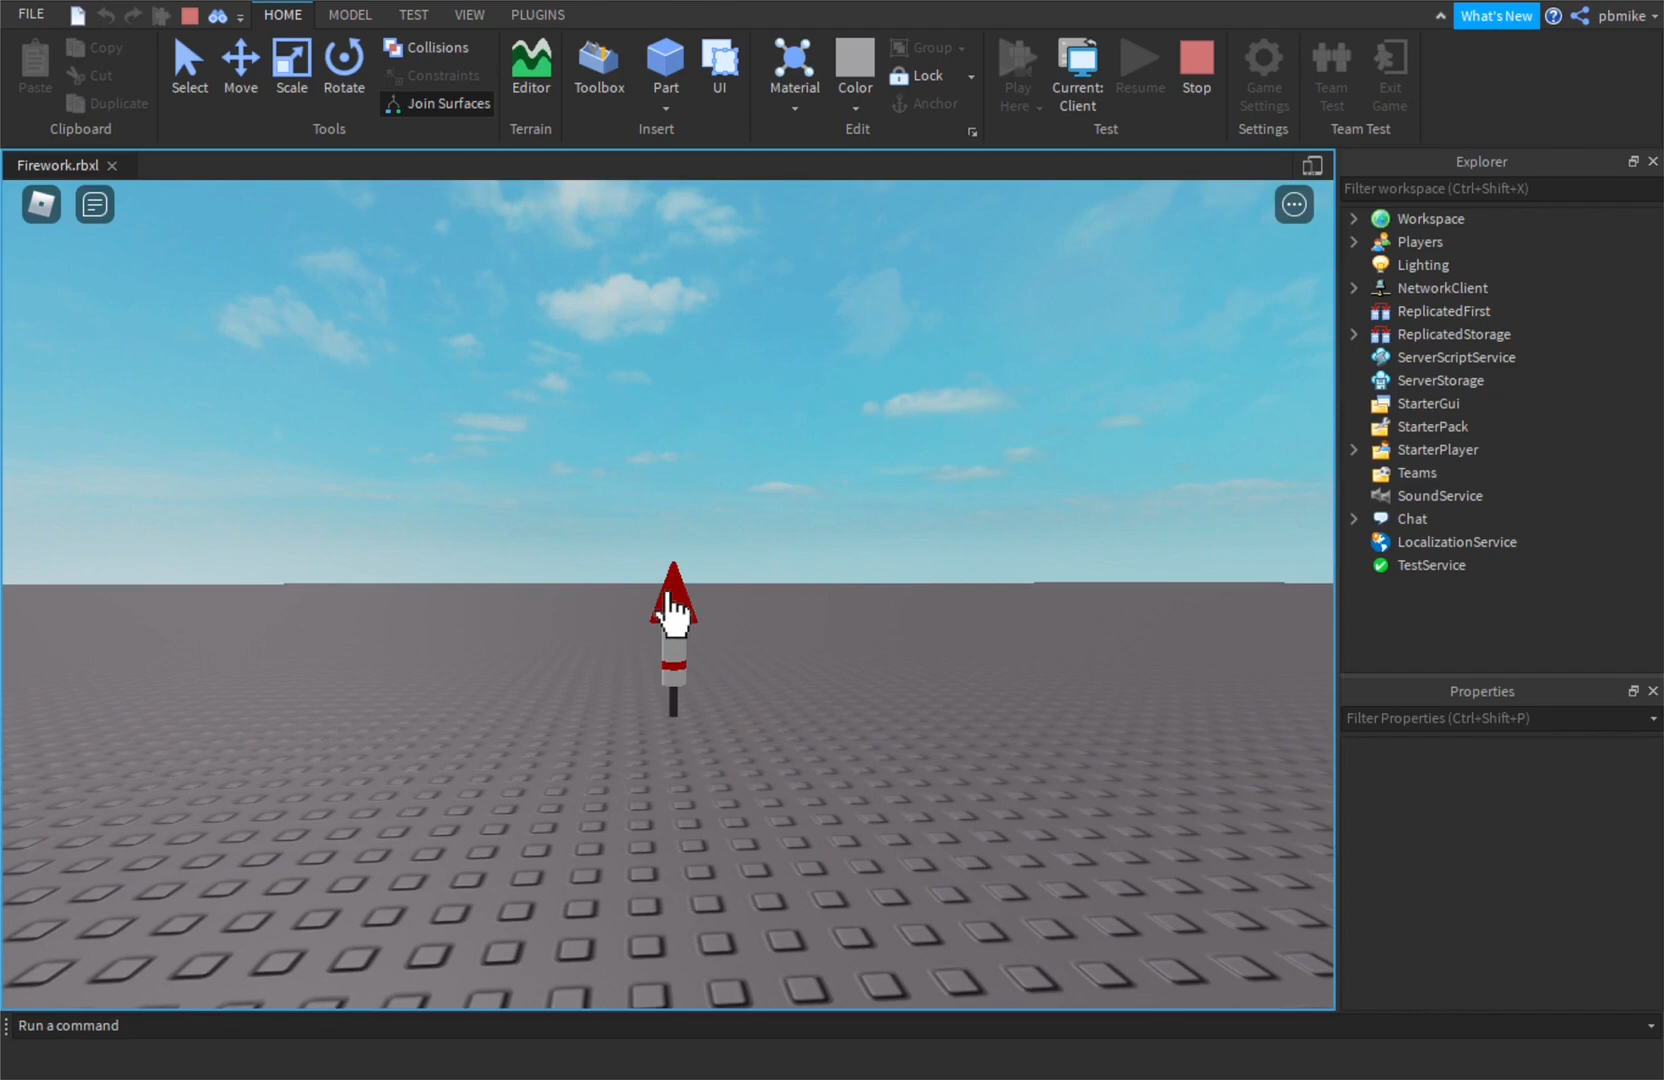 FILE
HOME
MODEL
TEST
VIEW
PLUGINS
What's New
pbmike
Paste
Copy
Cut
Duplicate
Clipboard
Select
Move
Scale
Rotate
Collisions
Constraints
Join Surfaces
Tools
Editor
Terrain
Toolbox
Part
UI
Insert
Material
Color
Group
Lock
Anchor
Edit
Play
Here
Current:
Client
Resume
Stop
Test
Game
Settings
Settings
Team
Test
Exit
Game
Team Test
Firework.rbxl
Explorer
Filter workspace (Ctrl+Shift+X)
Workspace
Players
Lighting
NetworkClient
ReplicatedFirst
ReplicatedStorage
ServerScriptService
ServerStorage
StarterGui
StarterPack
StarterPlayer
Teams
SoundService
Chat
LocalizationService
TestService
Properties
Filter Properties (Ctrl+Shift+P)
Run a command